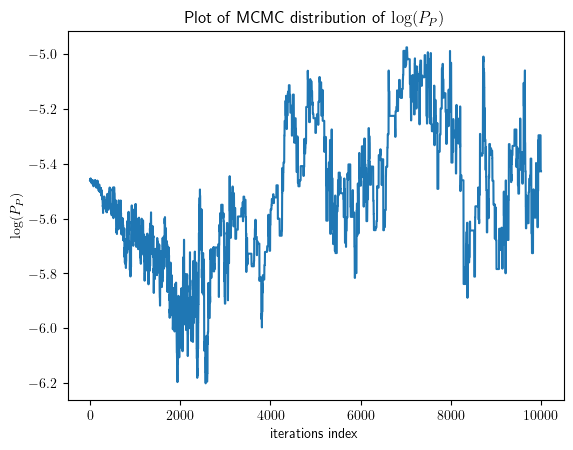 Plot of MCMC distribution of log(P_P)
log(P_P)
−5.0
−5.2
−5.4
−5.6
−5.8
−6.0
−6.2
0 2000 4000 6000 8000 10000
iterations index